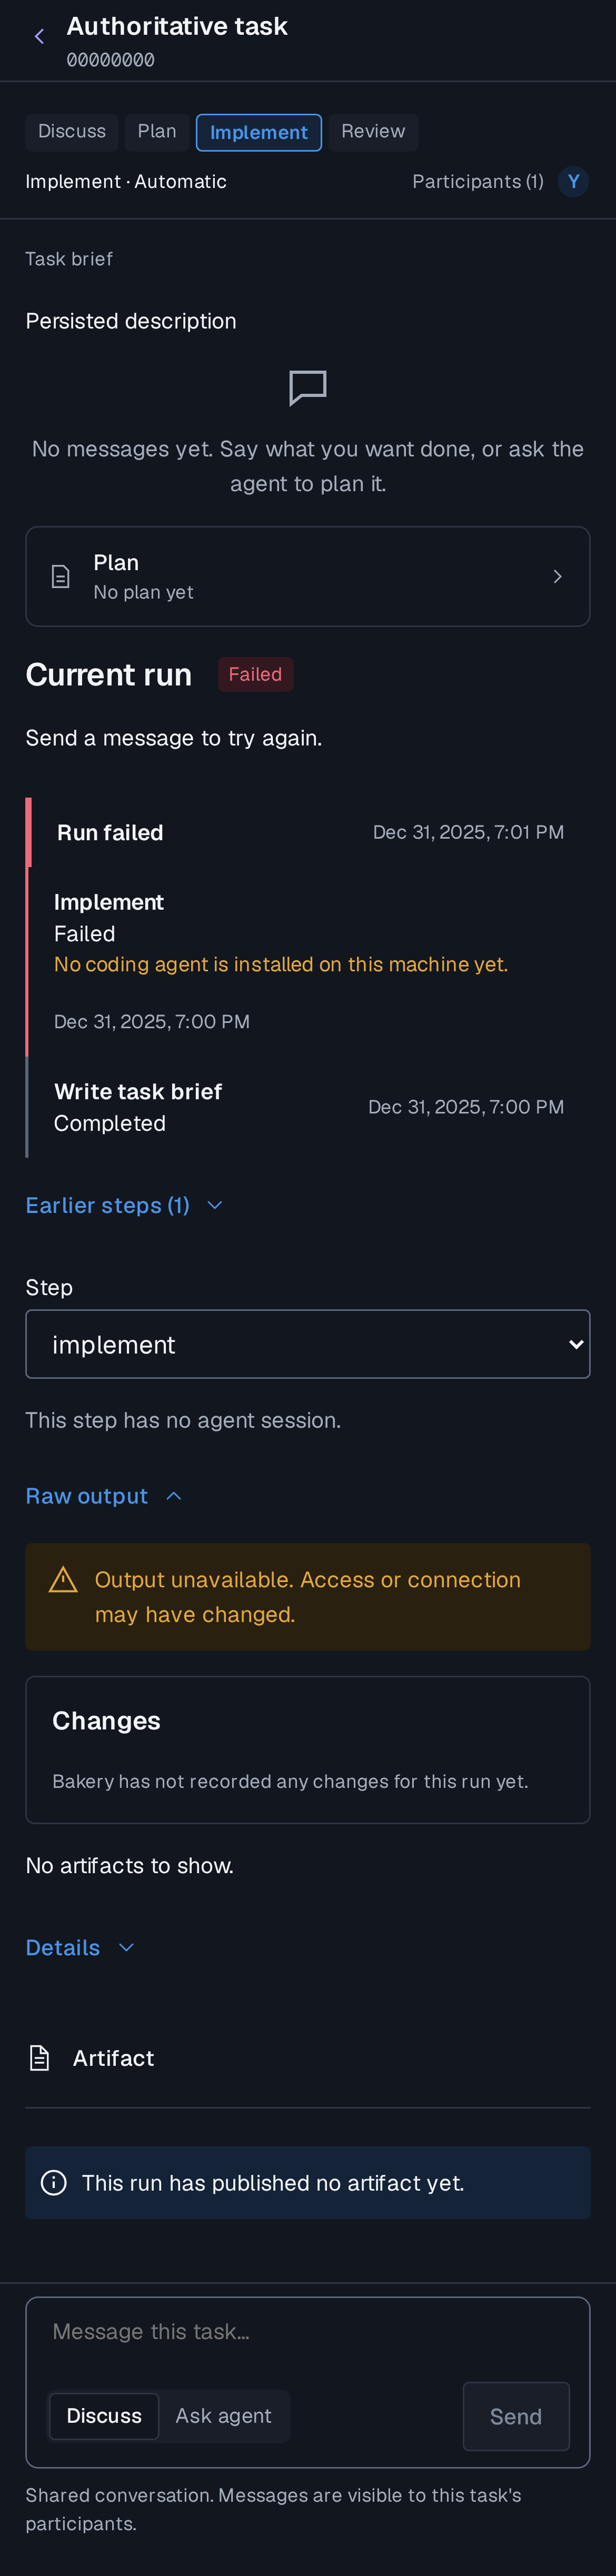 Authoritative task
00000000
Discuss
Plan
Implement
Review
Implement · Automatic
Participants (1)
Y
Task brief
Persisted description
No messages yet. Say what you want done, or ask the
agent to plan it.
Plan
No plan yet
Current run
Failed
Send a message to try again.
Run failed
Dec 31, 2025, 7:01 PM
Implement
Failed
No coding agent is installed on this machine yet.
Dec 31, 2025, 7:00 PM
Write task brief
Completed
Dec 31, 2025, 7:00 PM
Earlier steps (1)
Step
implement
This step has no agent session.
Raw output
Output unavailable. Access or connection
may have changed.
Changes
Bakery has not recorded any changes for this run yet.
No artifacts to show.
Details
Artifact
This run has published no artifact yet.
Message this task...
Discuss
Ask agent
Send
Shared conversation. Messages are visible to this task's
participants.